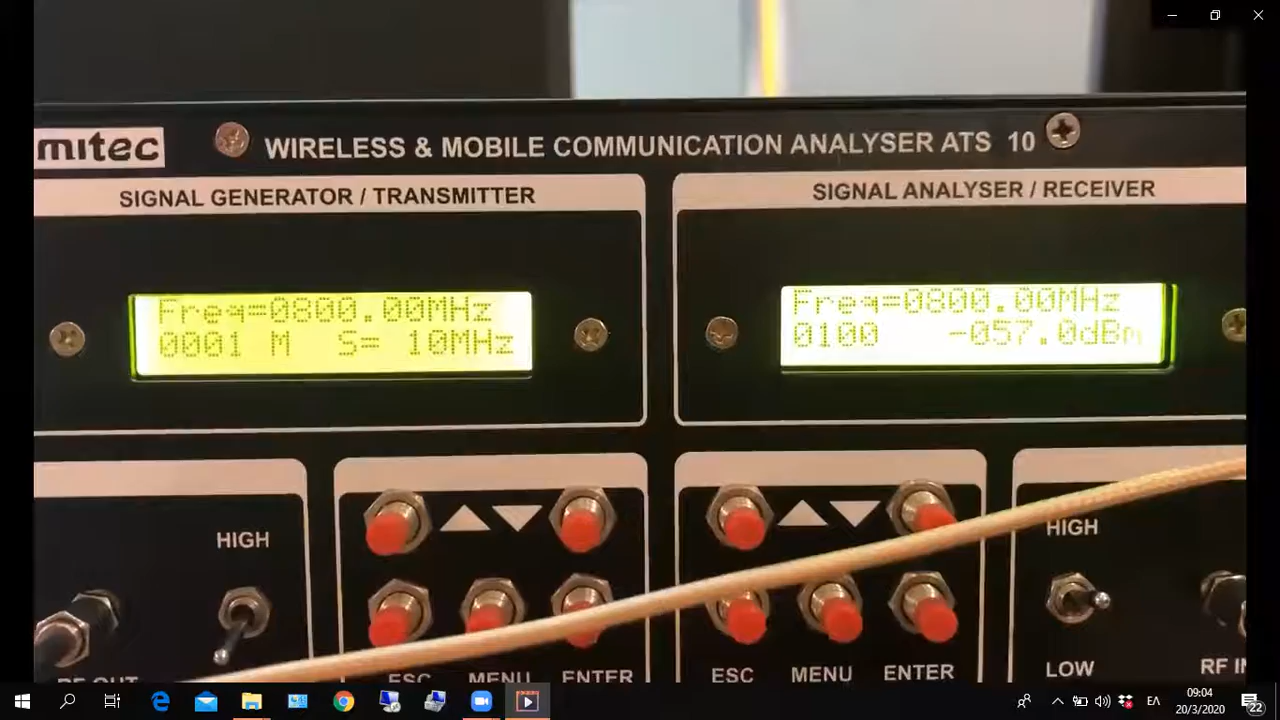 mitec
WIRELESS & MOBILE COMMUNICATION ANALYSER ATS 10
SIGNAL GENERATOR / TRANSMITTER
SIGNAL ANALYSER / RECEIVER
Freq=0800.00MHz
0001 M S= 10MHz
Freq=0800.00MHz
0100 -057.0dBm
HIGH
HIGH
LOW
RF OUT
ESC
MENU
ENTER
ESC
MENU
ENTER
RF IN
ΕΛ
09:04
20/3/2020
22